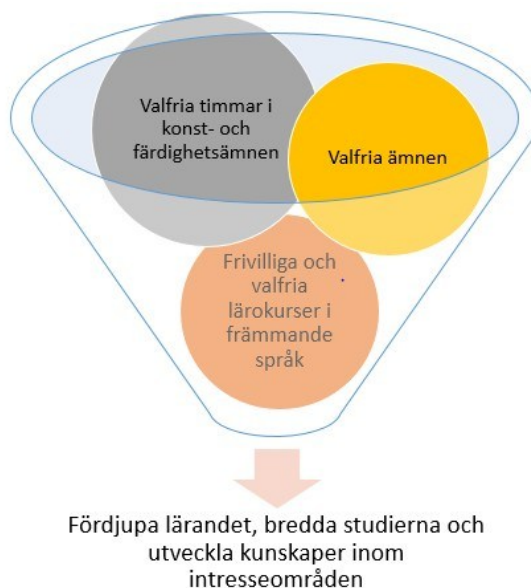 Valfria timmar i
konst- och
färdighetsämnen
Valfria ämnen
Frivilliga och
valfria
lärokurser i
främmande
språk
Fördjupa lärandet, bredda studierna och
utveckla kunskaper inom
intresseområden